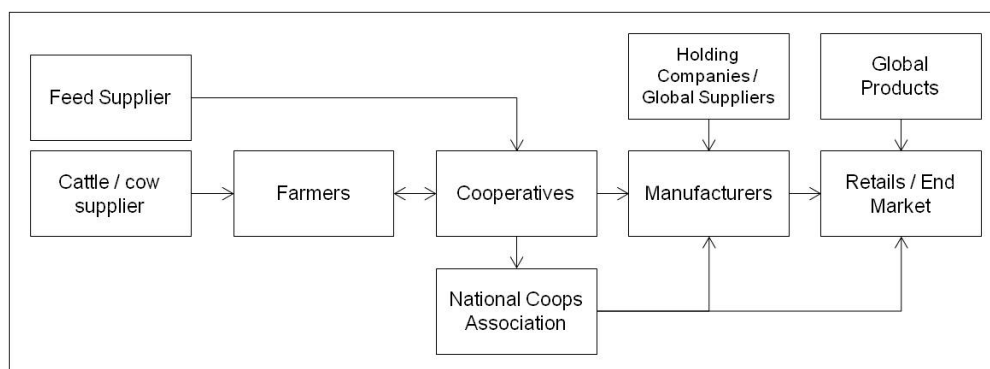 Feed Supplier
Holding
Companies /
Global Suppliers
Global
Products
Cattle / cow
supplier
Farmers
Cooperatives
Manufacturers
Retails / End
Market
National Coops
Association